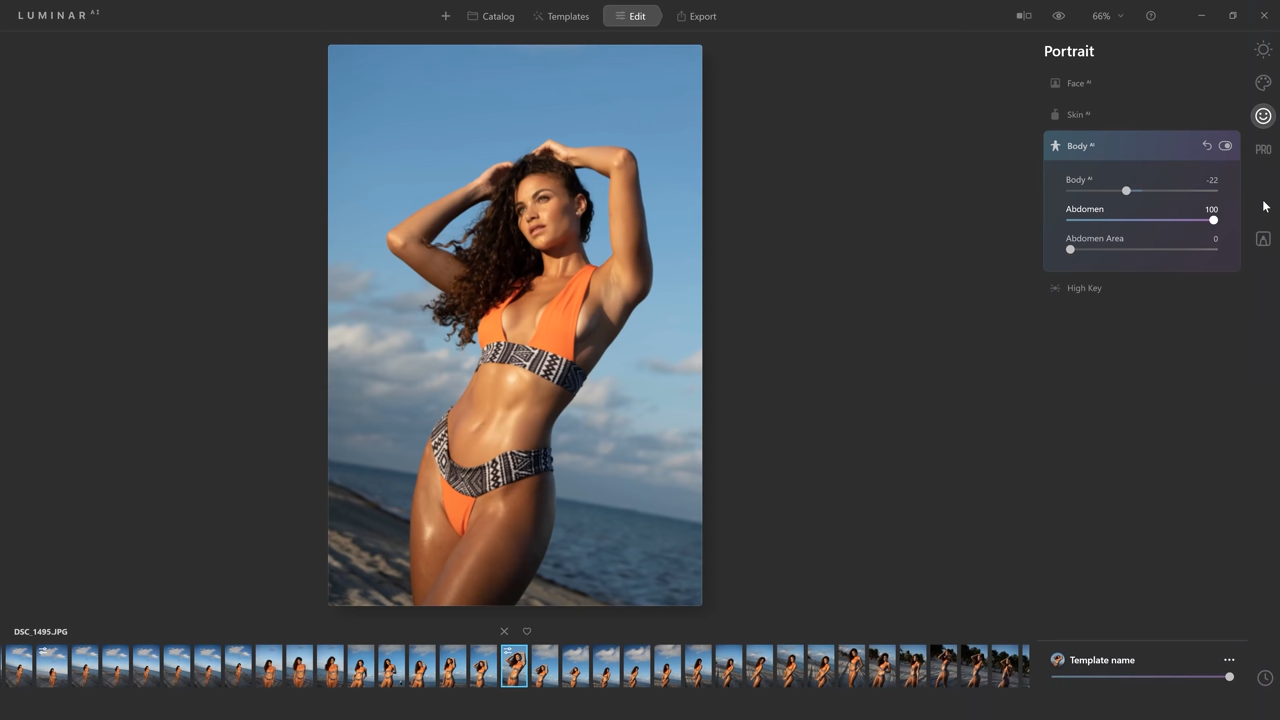 LUMINAR AI
Catalog
Templates
Edit
Export
66%
Portrait
Face AI
Skin AI
Body AI
Body AI -22
Abdomen 100
Abdomen Area 0
High Key
PRO
DSC_1495.JPG
Template name